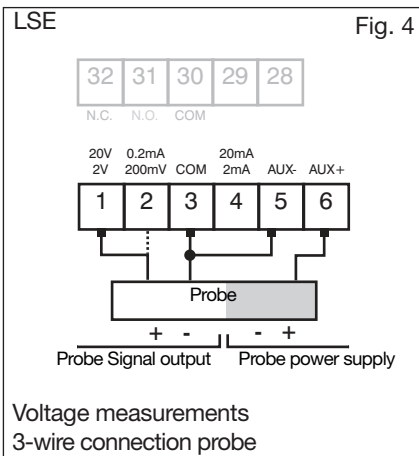 LSE Fig. 4
32 31 30 29 28
N.C. N.O. COM
20V 0.2mA 20mA
2V 200mV COM 2mA AUX- AUX+
1 2 3 4 5 6
Probe
+ - - +
Probe Signal output Probe power supply
Voltage measurements
3-wire connection probe